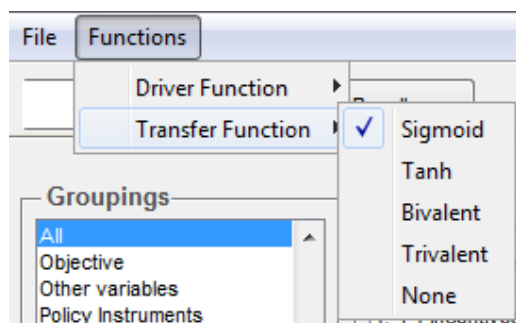 File Functions
Driver Function
Transfer Function
Sigmoid
Tanh
Bivalent
Trivalent
None
Groupings
All
Objective
Other variables
Policy Instruments